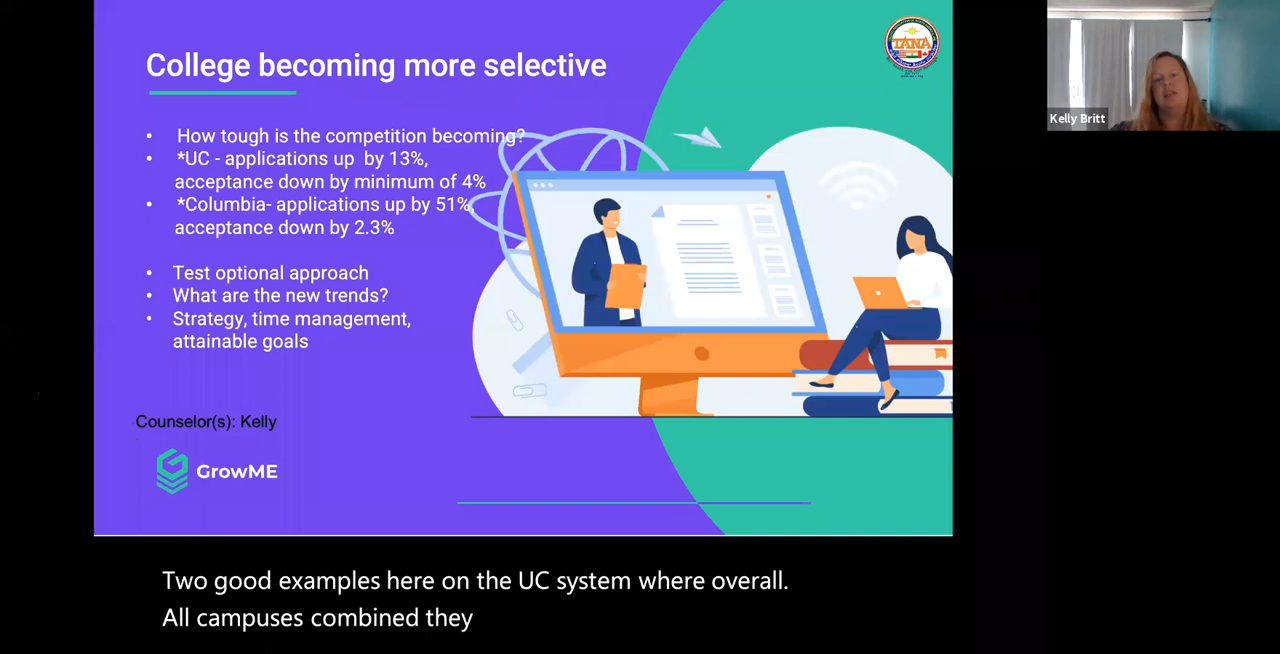 College becoming more selective
TANA
• How tough is the competition becoming?
• *UC - applications up by 13%,
acceptance down by minimum of 4%
• *Columbia- applications up by 51%,
acceptance down by 2.3%
• Test optional approach
• What are the new trends?
• Strategy, time management,
attainable goals
Counselor(s): Kelly
GrowME
Kelly Britt
Two good examples here on the UC system where overall.
All campuses combined they